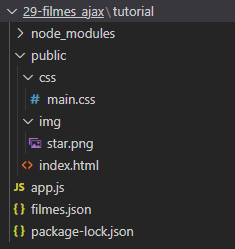 29-filmes_ajax\tutorial
node_modules
public
css
# main.css
img
star.png
<> index.html
JS app.js
{} filmes.json
{} package-lock.json